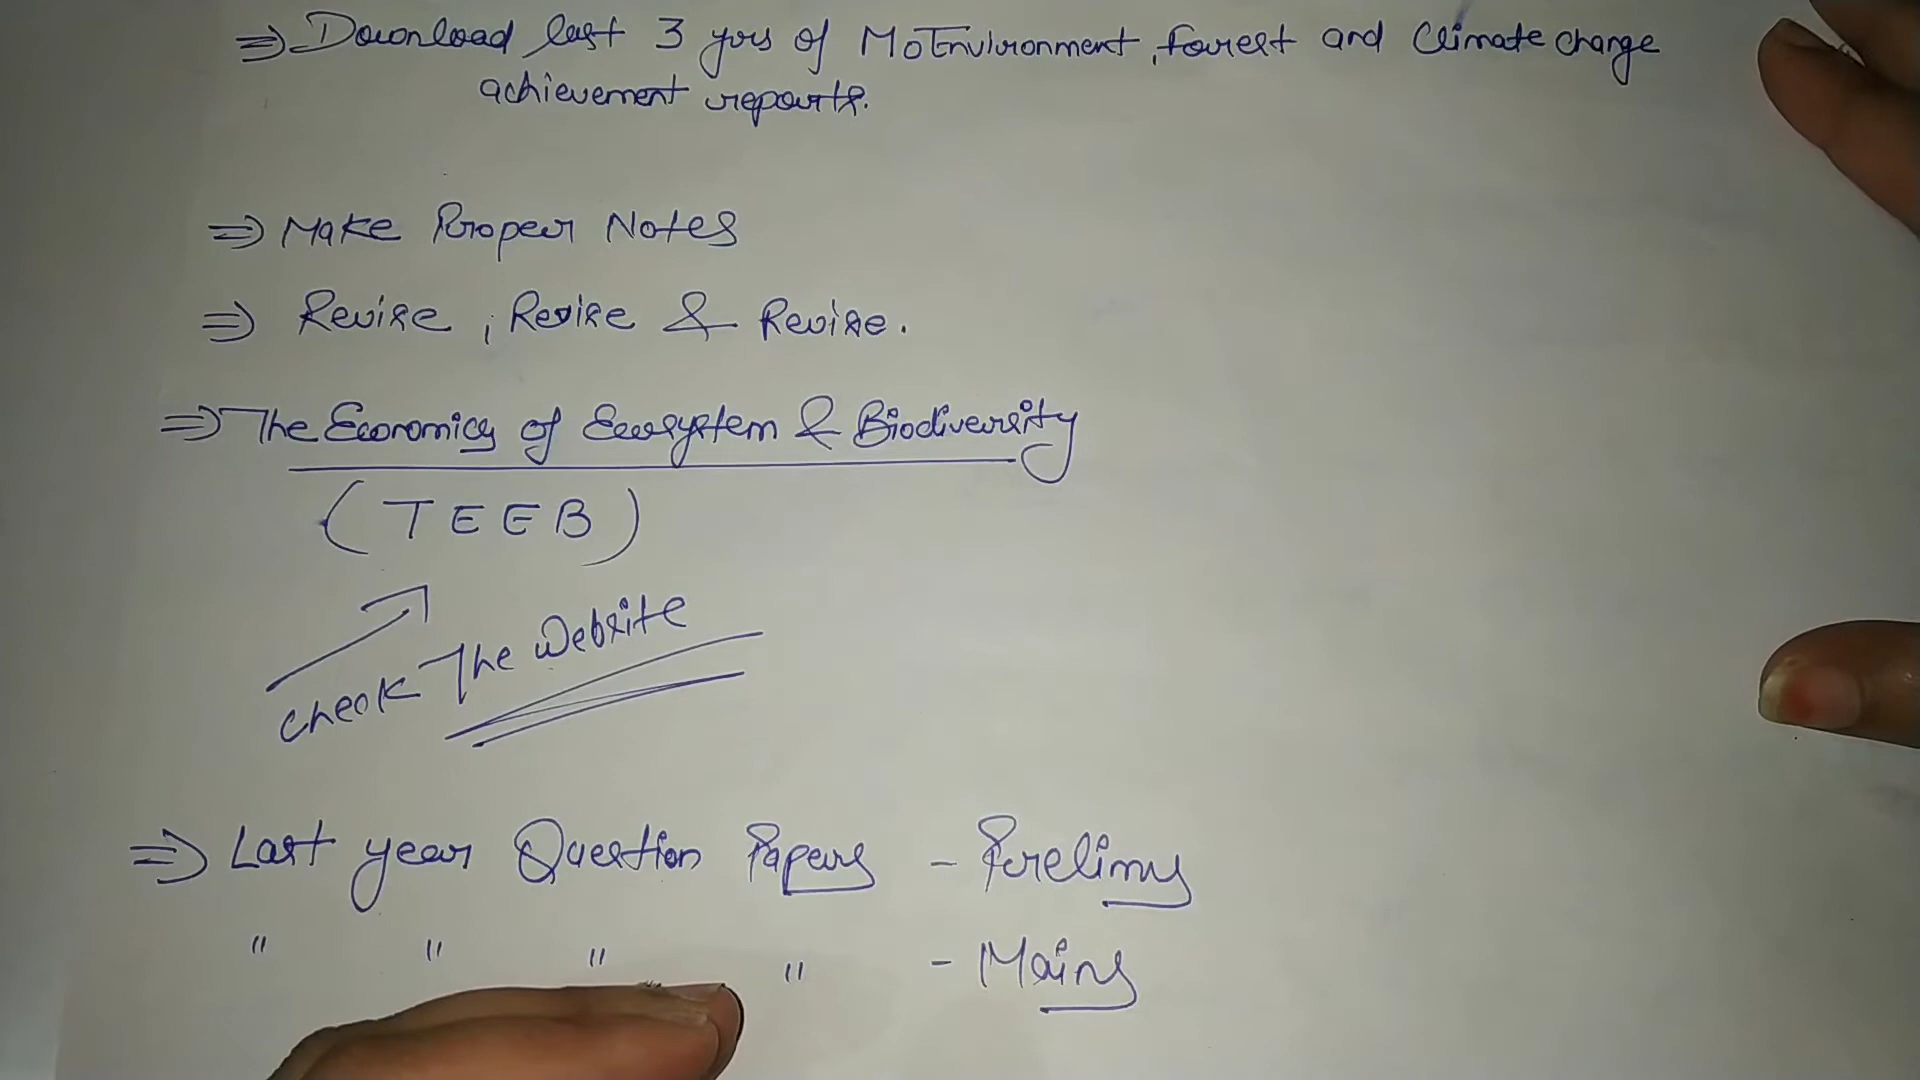 ⇒ Download last 3 yrs of MoEnvironment, forest and Climate change
achievement reports.
⇒ Make Proper Notes
⇒ Revise, Revise & Revise.
⇒ The Economics of Ecosystem & Biodiversity
(TEEB)
Check The Website
⇒ Last year Question Papers - Prelims
" " " " - Mains